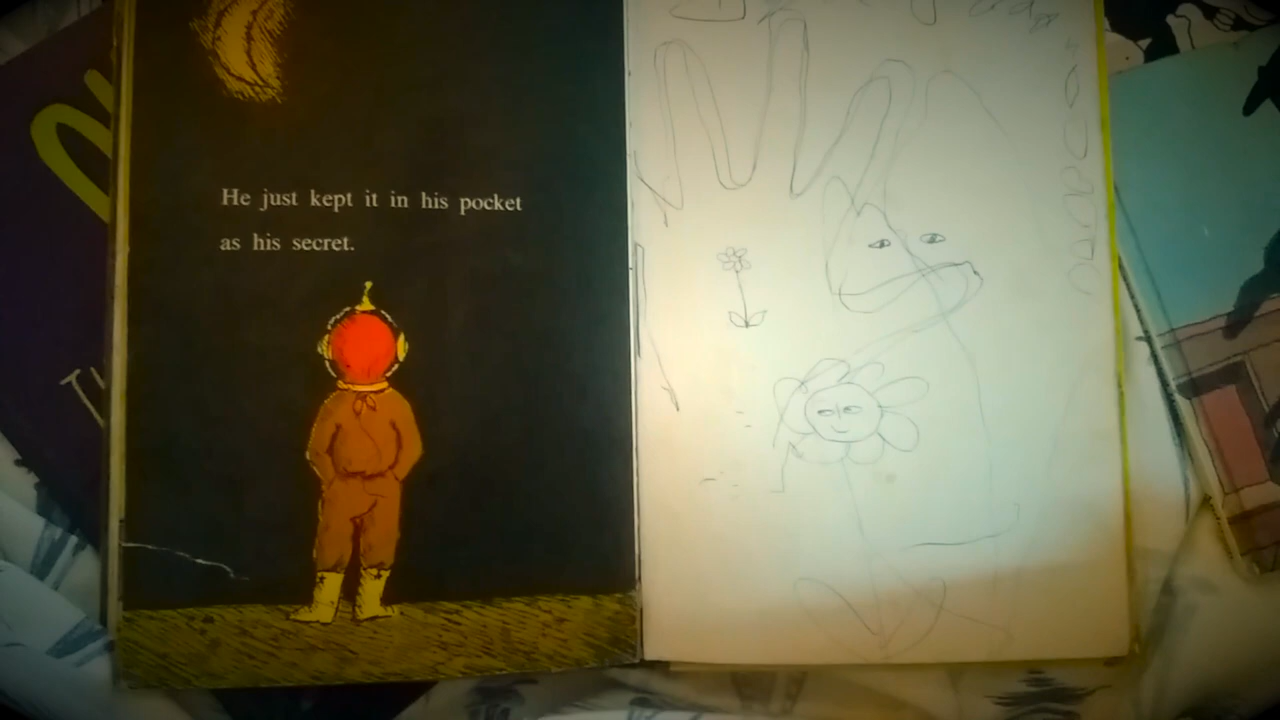 He just kept it in his pocket
as his secret.